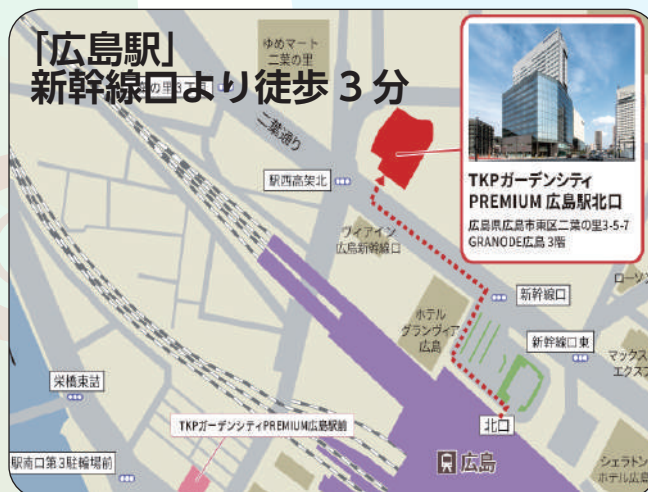 「広島駅」
新幹線口より徒歩3分
ゆめマート
二葉の里
二葉通り
駅西高架北
TKPガーデンシティ
PREMIUM 広島駅北口
広島県広島市東区二葉の里3-5-7
GRANODE広島 3階
ヴィアイン
広島新幹線口
新幹線口
ローソン
ホテル
グランヴィア
広島
新幹線口東
マックス
エクスプ
栄橋東詰
TKPガーデンシティPREMIUM広島駅前
北口
駅南口第3駐輪場前
広島
シェラトン
ホテル広島